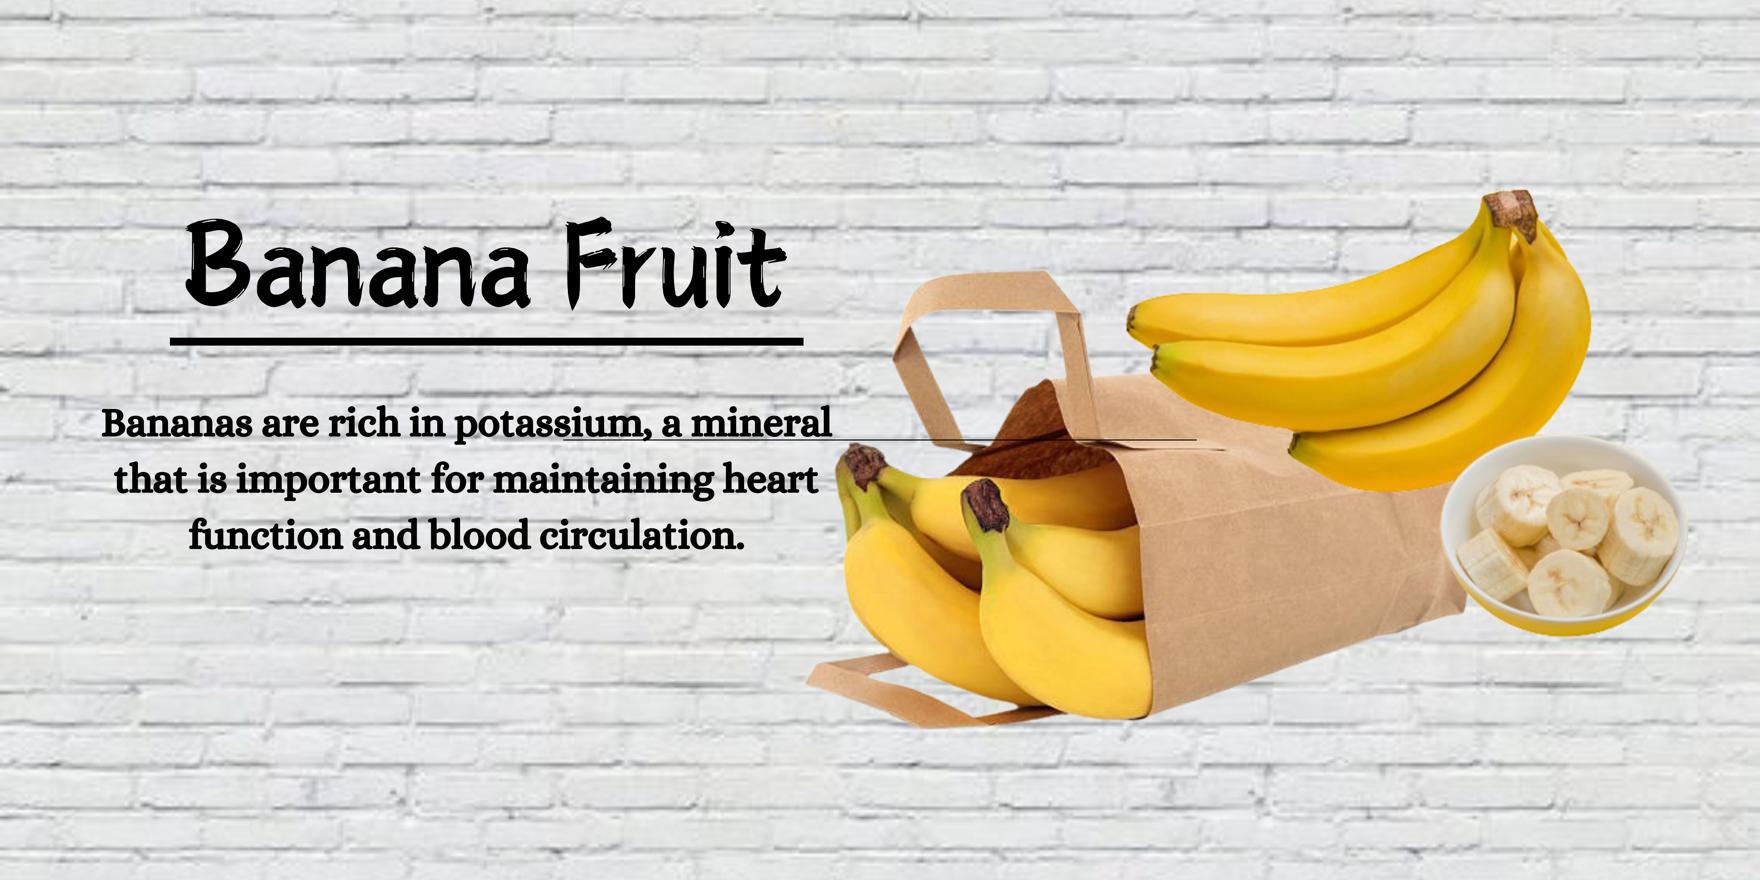 Banana Fruit
Bananas are rich in potassium, a mineral
that is important for maintaining heart
function and blood circulation.